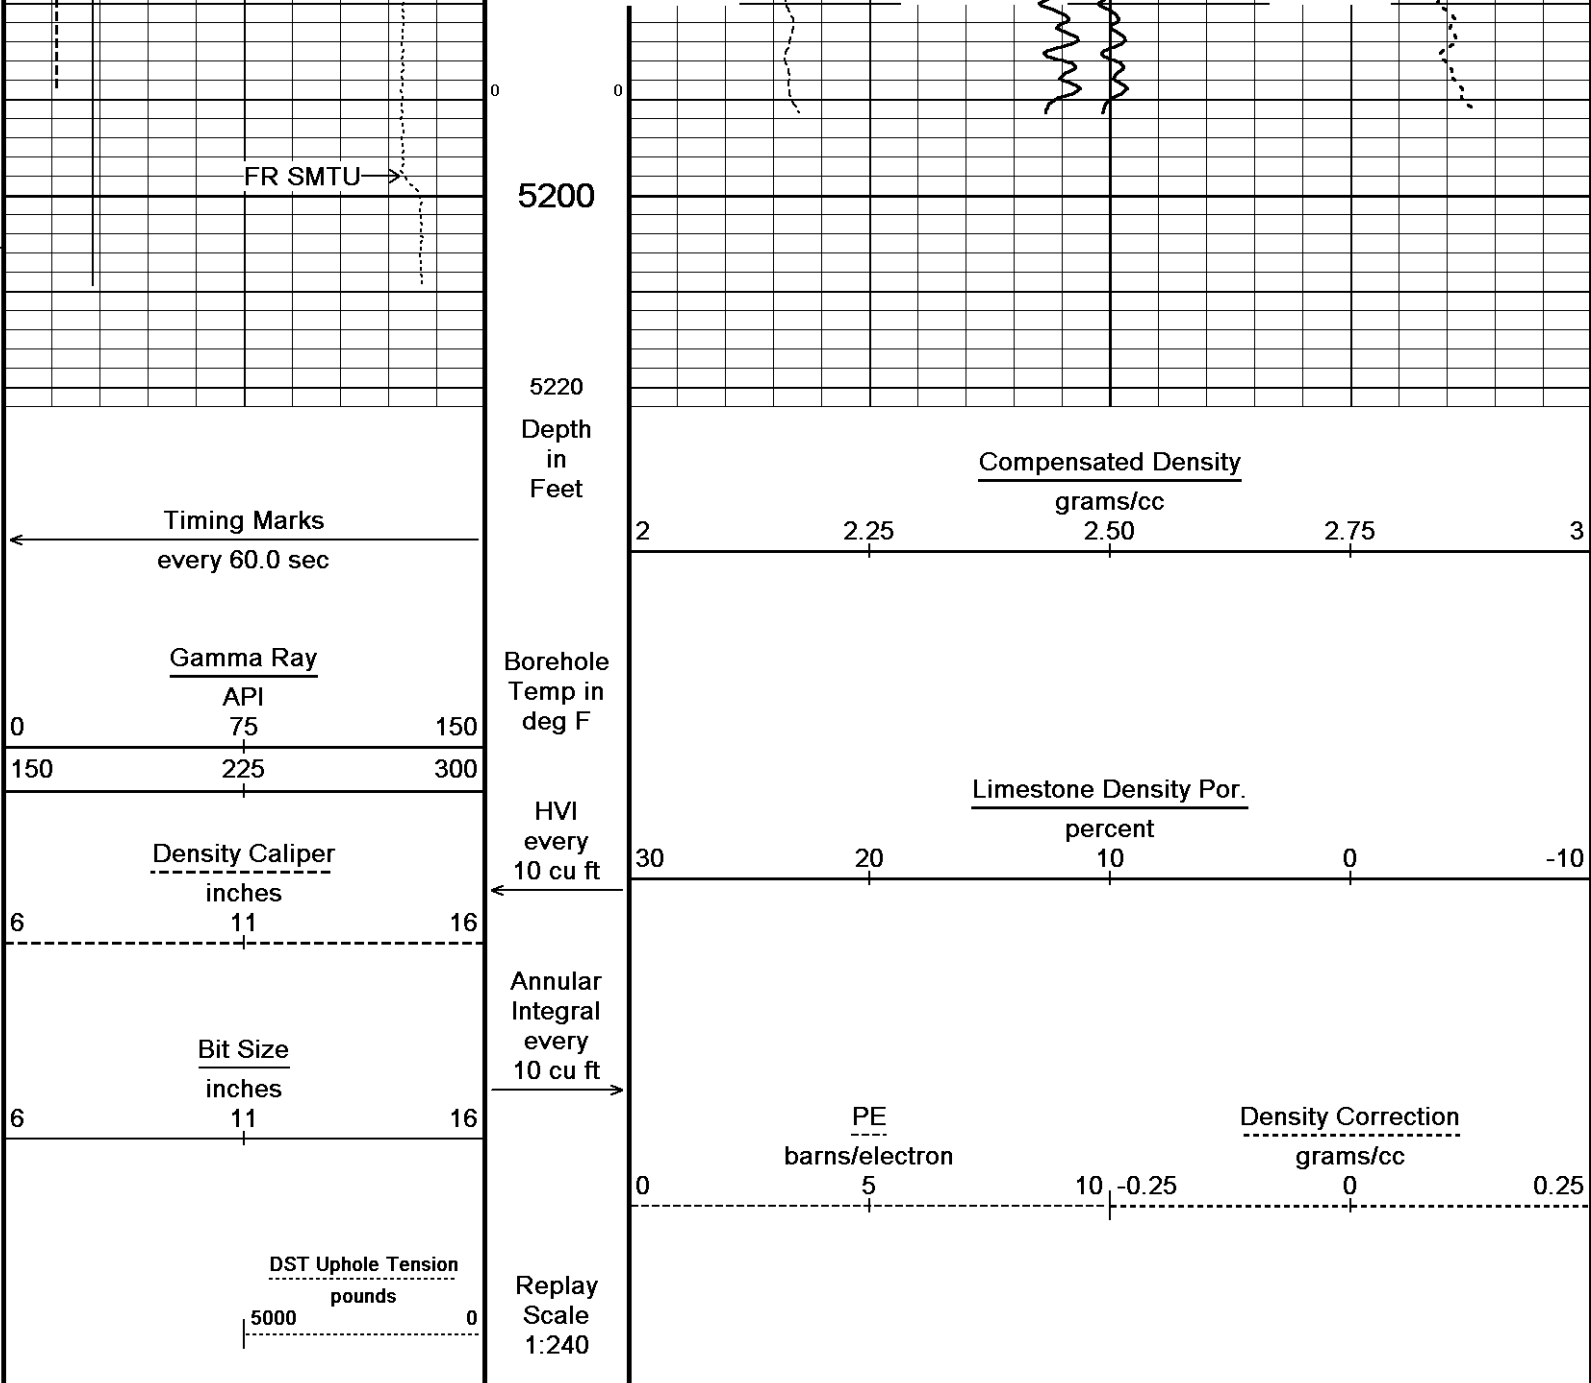 0 0
FR SMTU
5200
5220
Depth
in
Feet
Timing Marks
every 60.0 sec
Gamma Ray
API
0 75 150
150 225 300
Density Caliper
inches
6 11 16
Bit Size
inches
6 11 16
DST Uphole Tension
pounds
5000 0
Borehole
Temp in
deg F
HVI
every
10 cu ft
Annular
Integral
every
10 cu ft
Replay
Scale
1:240
Compensated Density
grams/cc
2 2.25 2.50 2.75 3
Limestone Density Por.
percent
30 20 10 0 -10
PE
barns/electron
0 5 10
Density Correction
grams/cc
-0.25 0 0.25